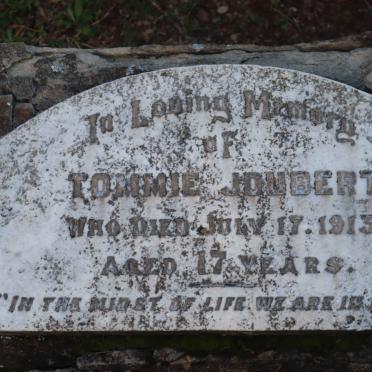 In Loving Memory
OF
TOMMIE JOUBERT
WHO DIED JULY 17. 1913
AGED 17 YEARS.
"IN THE MIDST OF LIFE WE ARE IN